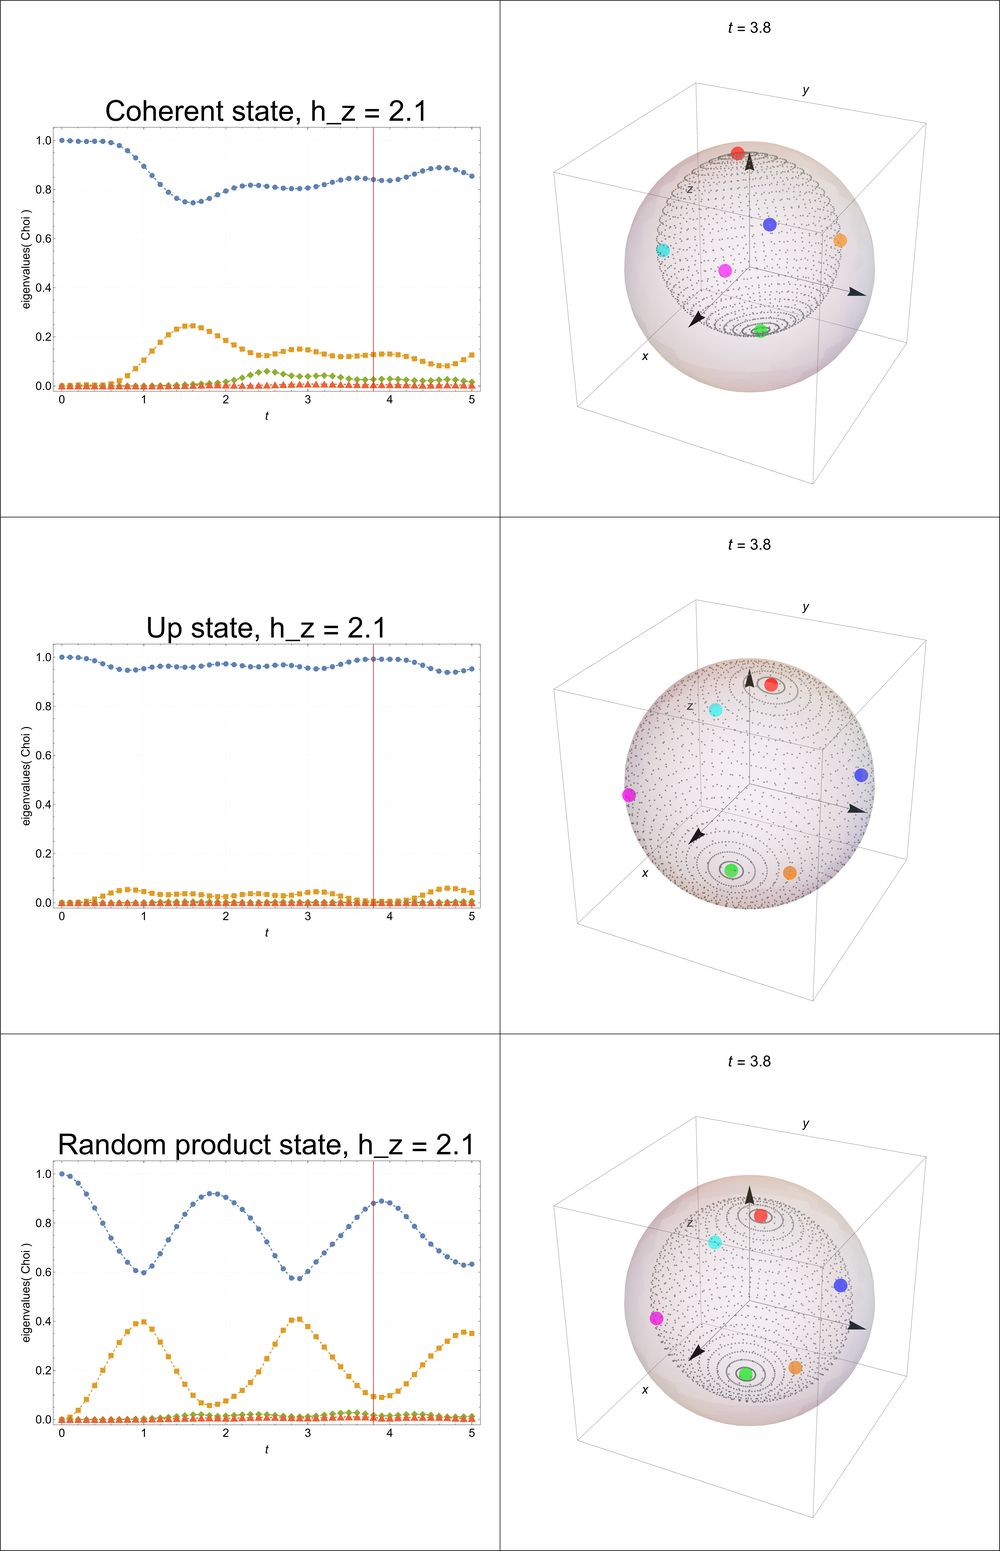 Coherent state, h_z = 2.1
eigenvalues( Choi )
1.0
0.8
0.6
0.4
0.2
0.0
0 1 2 3 4 5
t
t = 3.8
y
z
x
Up state, h_z = 2.1
eigenvalues( Choi )
1.0
0.8
0.6
0.4
0.2
0.0
0 1 2 3 4 5
t
t = 3.8
y
z
x
Random product state, h_z = 2.1
eigenvalues( Choi )
1.0
0.8
0.6
0.4
0.2
0.0
0 1 2 3 4 5
t
t = 3.8
y
z
x